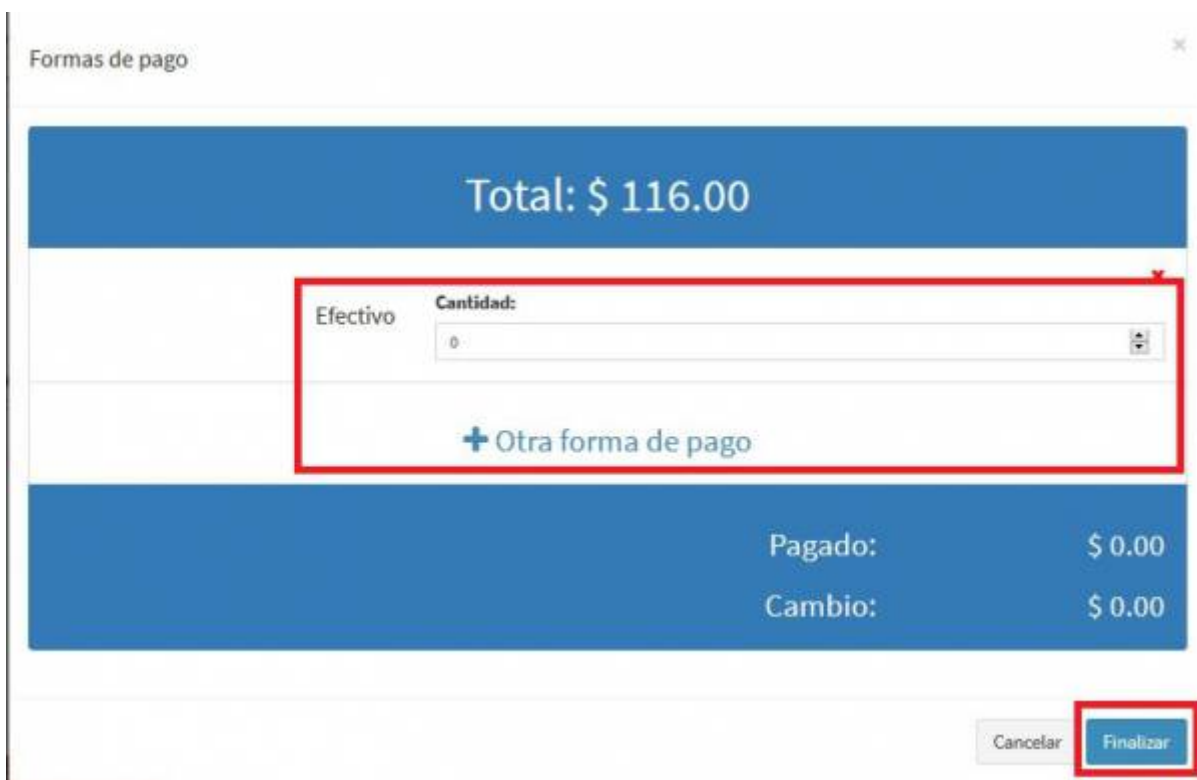 Formas de pago
×
Total: $ 116.00
Efectivo
Cantidad:
0
Otra forma de pago
Pagado: $ 0.00
Cambio: $ 0.00
Cancelar Finalizar